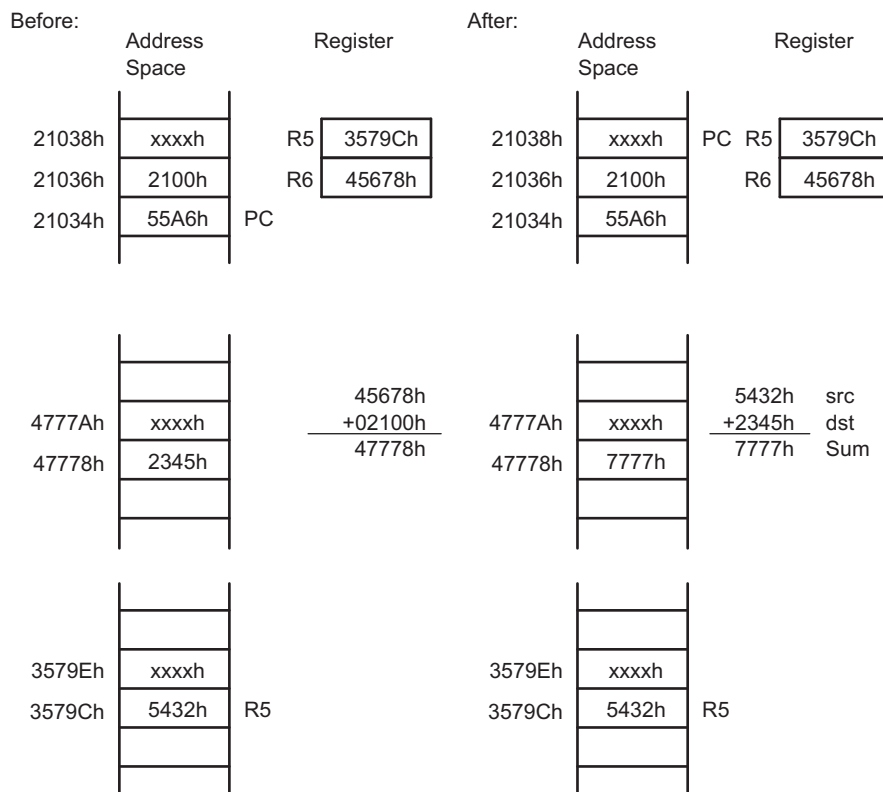 Before:
Address Space
Register
21038h xxxxh R5 3579Ch
21036h 2100h R6 45678h
21034h 55A6h PC
45678h
4777Ah xxxxh +02100h
47778h 2345h 47778h
3579Eh xxxxh
3579Ch 5432h R5
After:
Address Space
Register
21038h xxxxh PC R5 3579Ch
21036h 2100h R6 45678h
21034h 55A6h
5432h src
4777Ah xxxxh +2345h dst
47778h 7777h 7777h Sum
3579Eh xxxxh
3579Ch 5432h R5